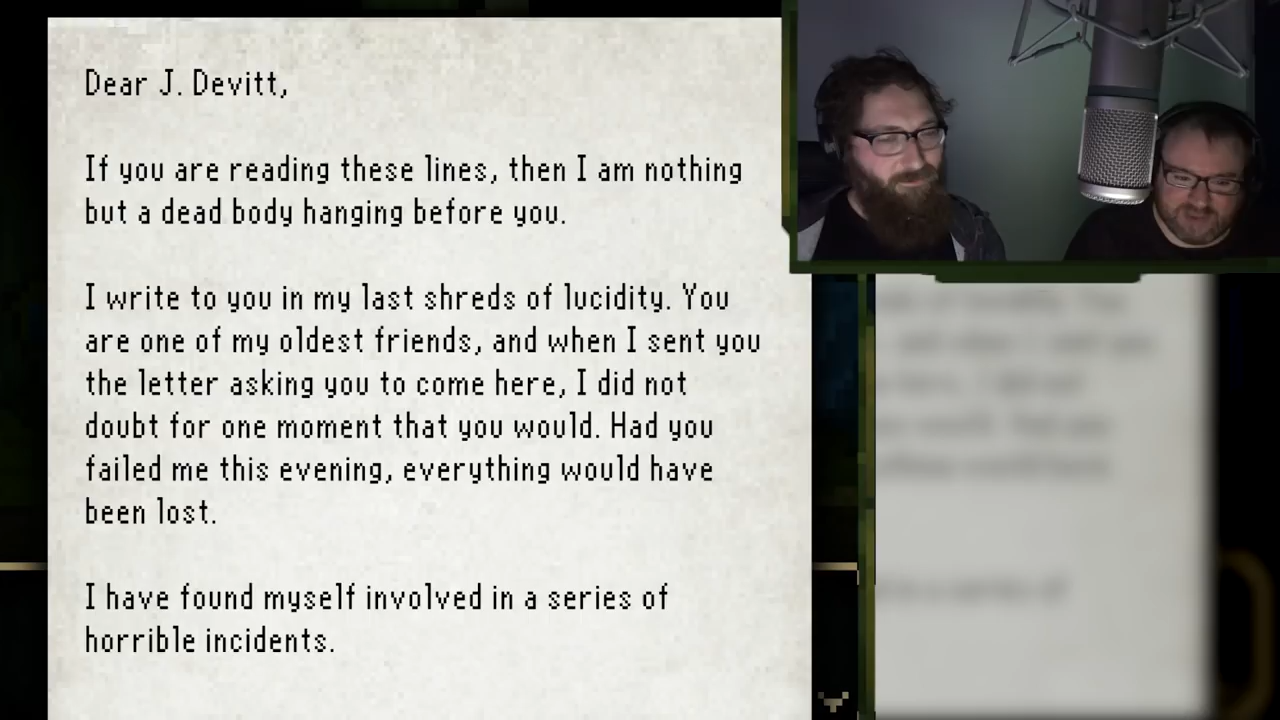 Dear J. Devitt,
If you are reading these lines, then I am nothing
but a dead body hanging before you.
I write to you in my last shreds of lucidity. You
are one of my oldest friends, and when I sent you
the letter asking you to come here, I did not
doubt for one moment that you would. Had you
failed me this evening, everything would have
been lost.
I have found myself involved in a series of
horrible incidents.